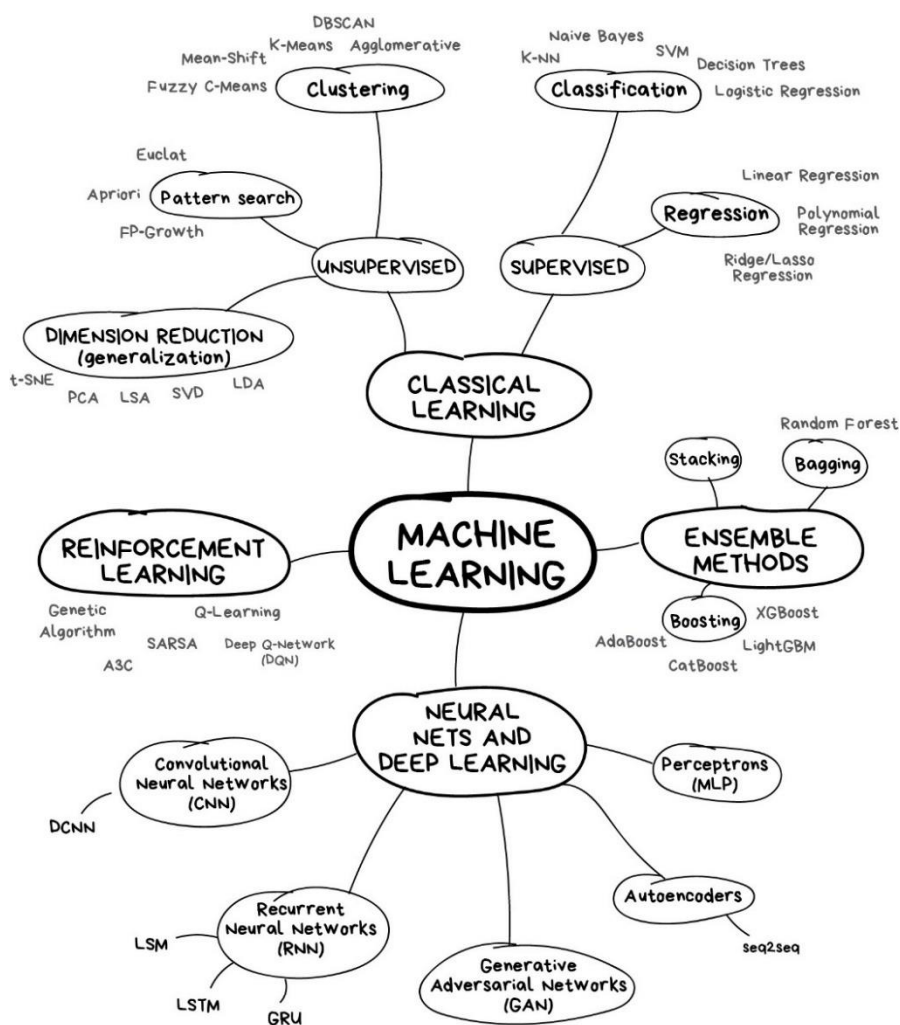 DBSCAN
K-Means
Agglomerative
Mean-Shift
Fuzzy C-Means
Clustering
Naive Bayes
K-NN
SVM
Decision Trees
Logistic Regression
Classification
Euclat
Apriori
Pattern search
FP-Growth
Linear Regression
Regression
Polynomial
Regression
Ridge/Lasso
Regression
UNSUPERVISED
SUPERVISED
DIMENSION REDUCTION
(generalization)
t-SNE
PCA
LSA
SVD
LDA
CLASSICAL
LEARNING
Random Forest
Stacking
Bagging
MACHINE
LEARNING
REINFORCEMENT
LEARNING
ENSEMBLE
METHODS
Genetic
Algorithm
Q-Learning
SARSA
Deep Q-Network
(DQN)
A3C
Boosting
XGBoost
AdaBoost
LightGBM
CatBoost
NEURAL
NETS AND
DEEP LEARNING
Convolutional
Neural Networks
(CNN)
DCNN
Perceptrons
(MLP)
Autoencoders
seq2seq
Recurrent
Neural Networks
(RNN)
LSM
LSTM
GRU
Generative
Adversarial Networks
(GAN)